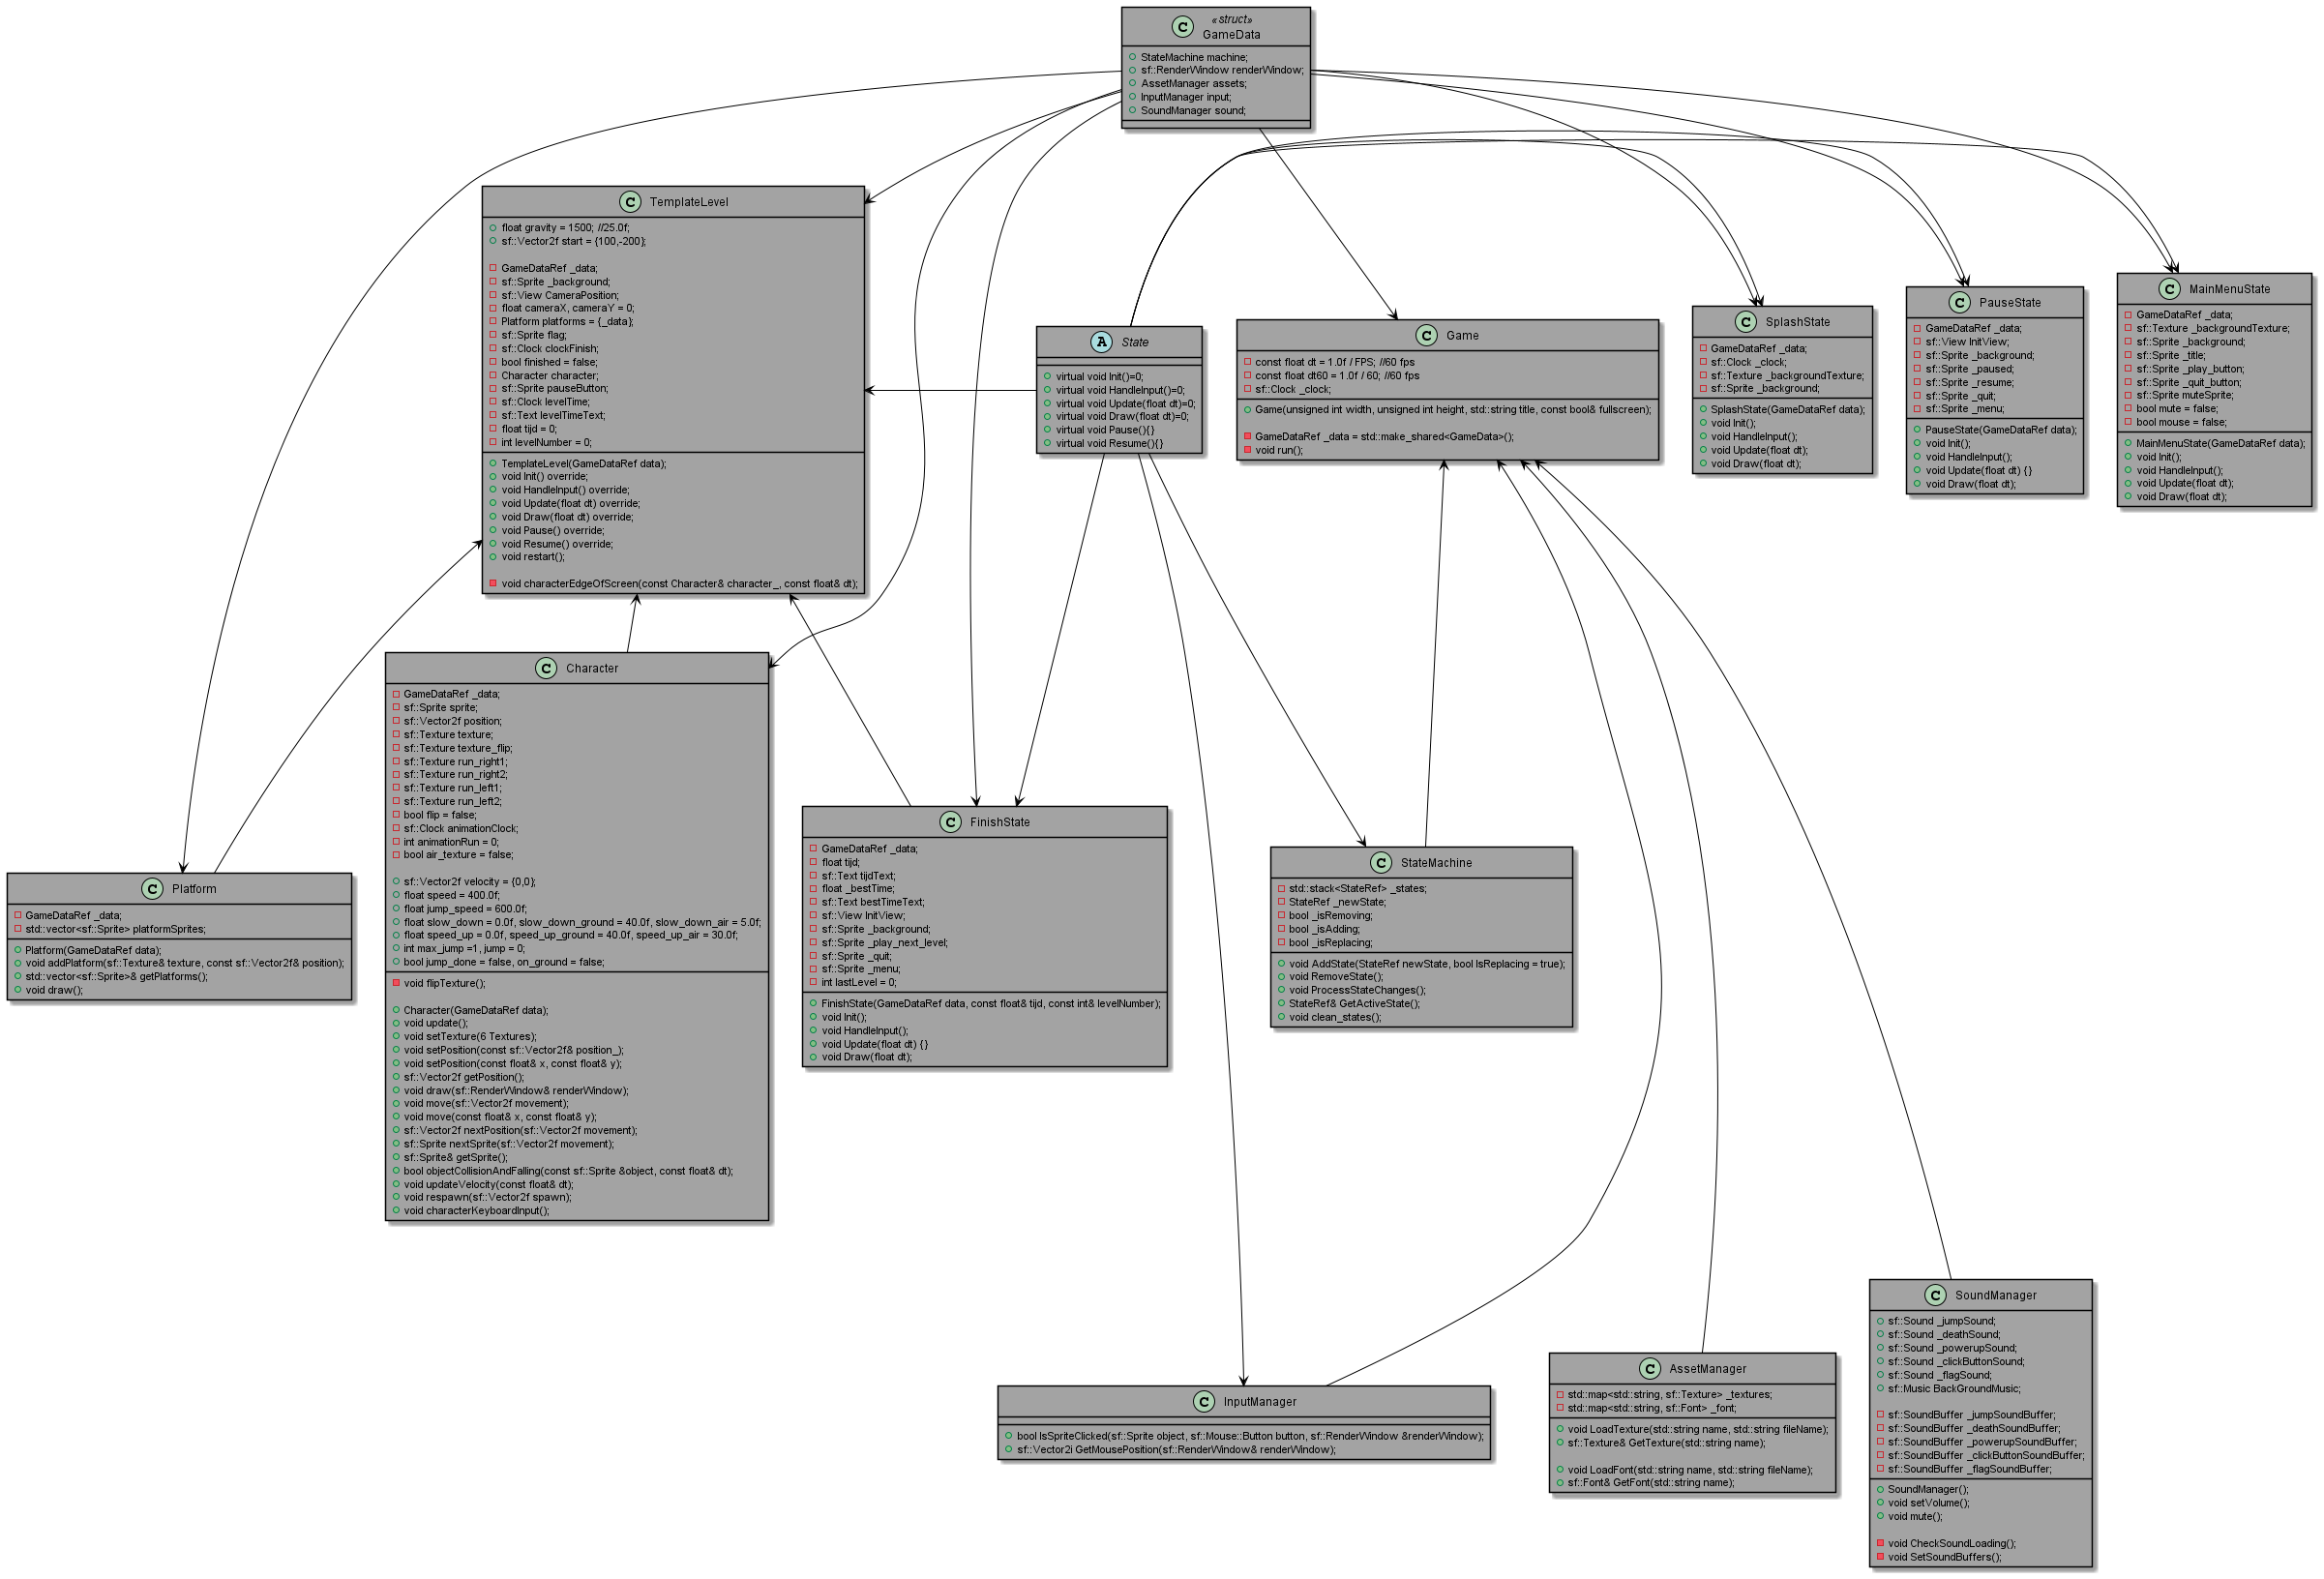 «struct»
GameData
StateMachine machine;
sf::RenderWindow renderWindow;
AssetManager assets;
InputManager input;
SoundManager sound;
C TemplateLevel
float gravity = 1500; //25.0f;
sf::Vector2f start = {100,-200};
GameDataRef _data;
sf::Sprite _background;
sf::View CameraPosition;
float cameraX, cameraY = 0;
Platform platforms = {_data};
sf::Sprite flag;
sf::Clock clockFinish;
bool finished = false;
Character character;
sf::Sprite pauseButton;
sf::Clock levelTime;
sf::Text levelTimeText;
float tijd = 0;
int levelNumber = 0;
TemplateLevel(GameDataRef data);
void Init() override;
void HandleInput() override;
void Update(float dt) override;
void Draw(float dt) override;
void Pause() override;
void Resume() override;
void restart();
void characterEdgeOfScreen(const Character& character_, const float& dt);
A State
virtual void Init()=0;
virtual void HandleInput()=0;
virtual void Update(float dt)=0;
virtual void Draw(float dt)=0;
virtual void Pause(){}
virtual void Resume(){}
C Game
const float dt = 1.0f / FPS; //60 fps
const float dt60 = 1.0f / 60; //60 fps
sf::Clock _clock;
Game(unsigned int width, unsigned int height, std::string title, const bool& fullscreen);
GameDataRef _data = std::make_shared<GameData>();
void run();
C SplashState
GameDataRef _data;
sf::Clock _clock;
sf::Texture _backgroundTexture;
sf::Sprite _background;
SplashState(GameDataRef data);
void Init();
void HandleInput();
void Update(float dt);
void Draw(float dt);
C PauseState
GameDataRef _data;
sf::View InitView;
sf::Sprite _background;
sf::Sprite _paused;
sf::Sprite _resume;
sf::Sprite _quit;
sf::Sprite _menu;
PauseState(GameDataRef data);
void Init();
void HandleInput();
void Update(float dt) {}
void Draw(float dt);
C MainMenuState
GameDataRef _data;
sf::Texture _backgroundTexture;
sf::Sprite _background;
sf::Sprite _title;
sf::Sprite _play_button;
sf::Sprite _quit_button;
sf::Sprite muteSprite;
bool mute = false;
bool mouse = false;
MainMenuState(GameDataRef data);
void Init();
void HandleInput();
void Update(float dt);
void Draw(float dt);
C Platform
GameDataRef _data;
std::vector<sf::Sprite> platformSprites;
Platform(GameDataRef data);
void addPlatform(sf::Texture& texture, const sf::Vector2f& position);
std::vector<sf::Sprite>& getPlatforms();
void draw();
C Character
GameDataRef _data;
sf::Sprite sprite;
sf::Vector2f position;
sf::Texture texture;
sf::Texture texture_flip;
sf::Texture run_right1;
sf::Texture run_right2;
sf::Texture run_left1;
sf::Texture run_left2;
bool flip = false;
sf::Clock animationClock;
int animationRun = 0;
bool air_texture = false;
sf::Vector2f velocity = {0,0};
float speed = 400.0f;
float jump_speed = 600.0f;
float slow_down = 0.0f, slow_down_ground = 40.0f, slow_down_air = 5.0f;
float speed_up = 0.0f, speed_up_ground = 40.0f, speed_up_air = 30.0f;
int max_jump =1, jump = 0;
bool jump_done = false, on_ground = false;
void flipTexture();
Character(GameDataRef data);
void update();
void setTexture(6 Textures);
void setPosition(const sf::Vector2f& position_);
void setPosition(const float& x, const float& y);
sf::Vector2f getPosition();
void draw(sf::RenderWindow& renderWindow);
void move(sf::Vector2f movement);
void move(const float& x, const float& y);
sf::Vector2f nextPosition(sf::Vector2f movement);
sf::Sprite nextSprite(sf::Vector2f movement);
sf::Sprite& getSprite();
bool objectCollisionAndFalling(const sf::Sprite &object, const float& dt);
void updateVelocity(const float& dt);
void respawn(sf::Vector2f spawn);
void characterKeyboardInput();
C FinishState
GameDataRef _data;
float tijd;
sf::Text tijdText;
float _bestTime;
sf::Text bestTimeText;
sf::View InitView;
sf::Sprite _background;
sf::Sprite _play_next_level;
sf::Sprite _quit;
sf::Sprite _menu;
int lastLevel = 0;
FinishState(GameDataRef data, const float& tijd, const int& levelNumber);
void Init();
void HandleInput();
void Update(float dt) {}
void Draw(float dt);
C StateMachine
std::stack<StateRef> _states;
StateRef _newState;
bool _isRemoving;
bool _isAdding;
bool _isReplacing;
void AddState(StateRef newState, bool IsReplacing = true);
void RemoveState();
void ProcessStateChanges();
StateRef& GetActiveState();
void clean_states();
C InputManager
bool IsSpriteClicked(sf::Sprite object, sf::Mouse::Button button, sf::RenderWindow &renderWindow);
sf::Vector2i GetMousePosition(sf::RenderWindow& renderWindow);
C AssetManager
std::map<std::string, sf::Texture> _textures;
std::map<std::string, sf::Font> _font;
void LoadTexture(std::string name, std::string fileName);
sf::Texture& GetTexture(std::string name);
void LoadFont(std::string name, std::string fileName);
sf::Font& GetFont(std::string name);
C SoundManager
sf::Sound _jumpSound;
sf::Sound _deathSound;
sf::Sound _powerupSound;
sf::Sound _clickButtonSound;
sf::Sound _flagSound;
sf::Music BackGroundMusic;
sf::SoundBuffer _jumpSoundBuffer;
sf::SoundBuffer _deathSoundBuffer;
sf::SoundBuffer _powerupSoundBuffer;
sf::SoundBuffer _clickButtonSoundBuffer;
sf::SoundBuffer _flagSoundBuffer;
SoundManager();
void setVolume();
void mute();
void CheckSoundLoading();
void SetSoundBuffers();